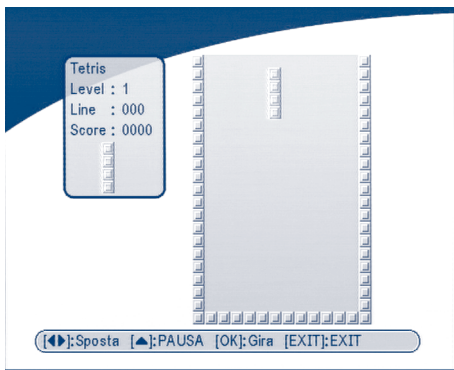 Tetris
Level : 1
Line : 000
Score : 0000
[◀▶]:Sposta [▲]:PAUSA [OK]:Gira [EXIT]:EXIT